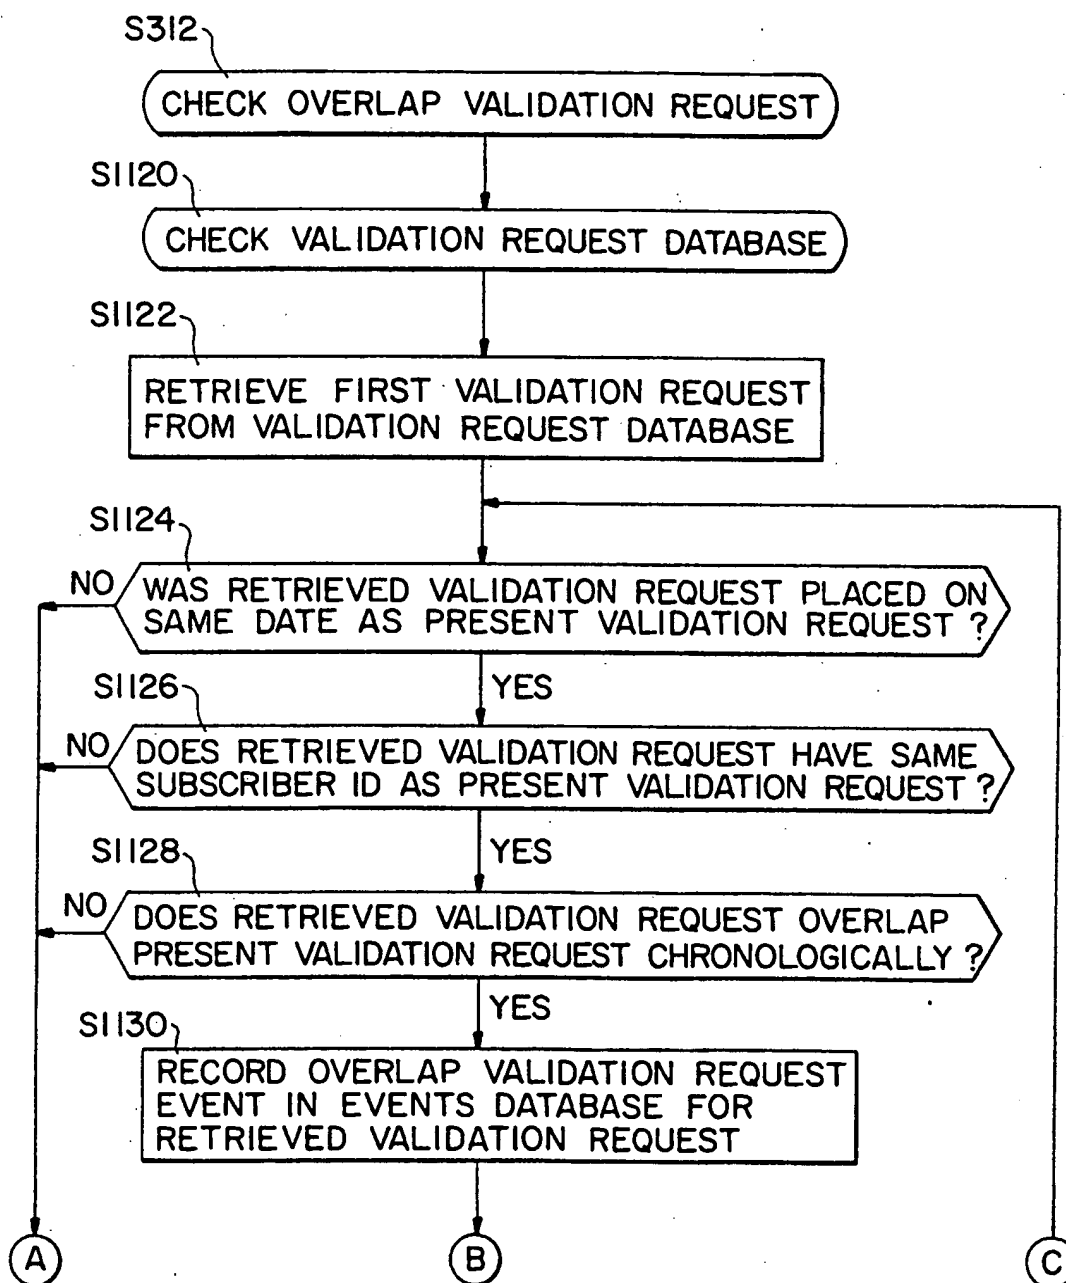 S312
CHECK OVERLAP VALIDATION REQUEST
S1120
CHECK VALIDATION REQUEST DATABASE
S1122
RETRIEVE FIRST VALIDATION REQUEST
FROM VALIDATION REQUEST DATABASE
S1124
NO
WAS RETRIEVED VALIDATION REQUEST PLACED ON
SAME DATE AS PRESENT VALIDATION REQUEST ?
YES
S1126
NO
DOES RETRIEVED VALIDATION REQUEST HAVE SAME
SUBSCRIBER ID AS PRESENT VALIDATION REQUEST ?
YES
S1128
NO
DOES RETRIEVED VALIDATION REQUEST OVERLAP
PRESENT VALIDATION REQUEST CHRONOLOGICALLY ?
YES
S1130
RECORD OVERLAP VALIDATION REQUEST
EVENT IN EVENTS DATABASE FOR
RETRIEVED VALIDATION REQUEST
A
B
C